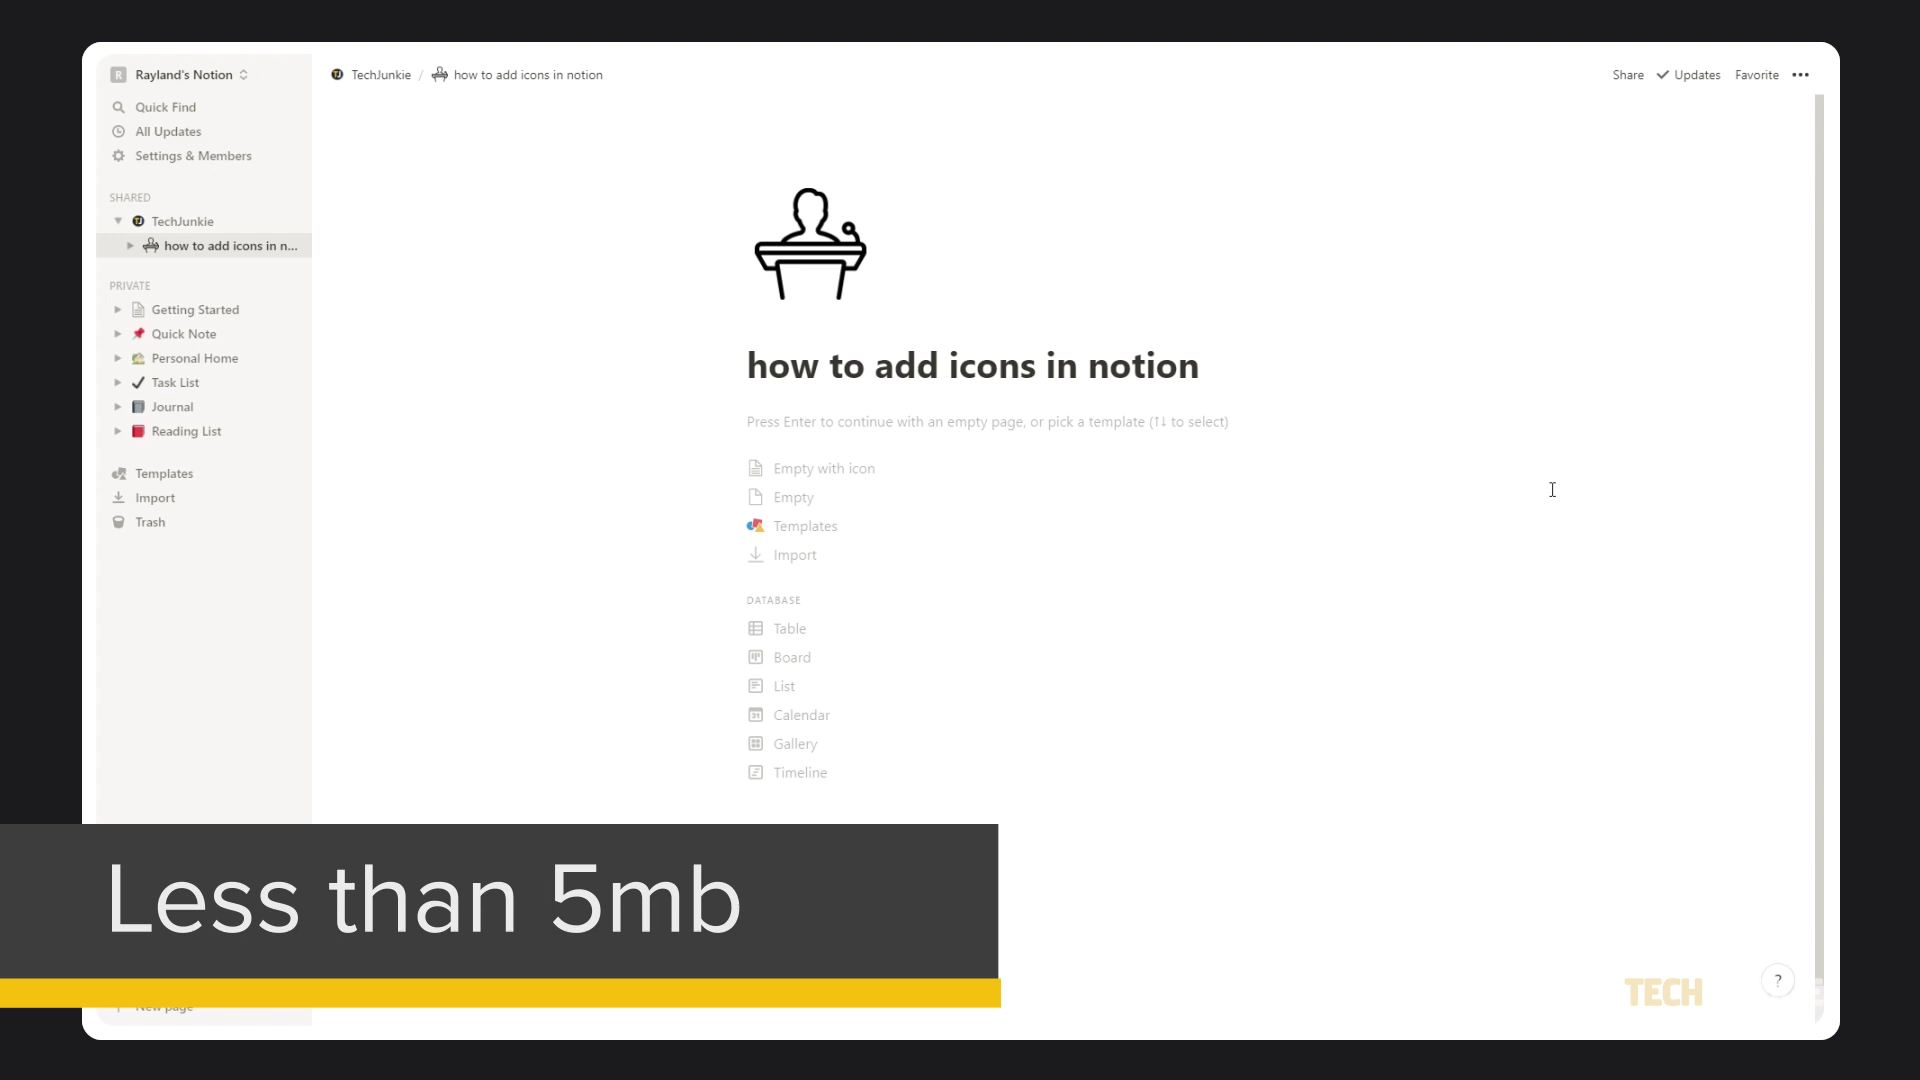 R Rayland's Notion
Quick Find
All Updates
Settings & Members
SHARED
TechJunkie
how to add icons in n...
PRIVATE
Getting Started
Quick Note
Personal Home
Task List
Journal
Reading List
Templates
Import
Trash
New page
TechJunkie / how to add icons in notion
Share Updates Favorite
how to add icons in notion
Press Enter to continue with an empty page, or pick a template (↑↓ to select)
Empty with icon
Empty
Templates
Import
DATABASE
Table
Board
List
Calendar
Gallery
Timeline
Less than 5mb
TECH
?